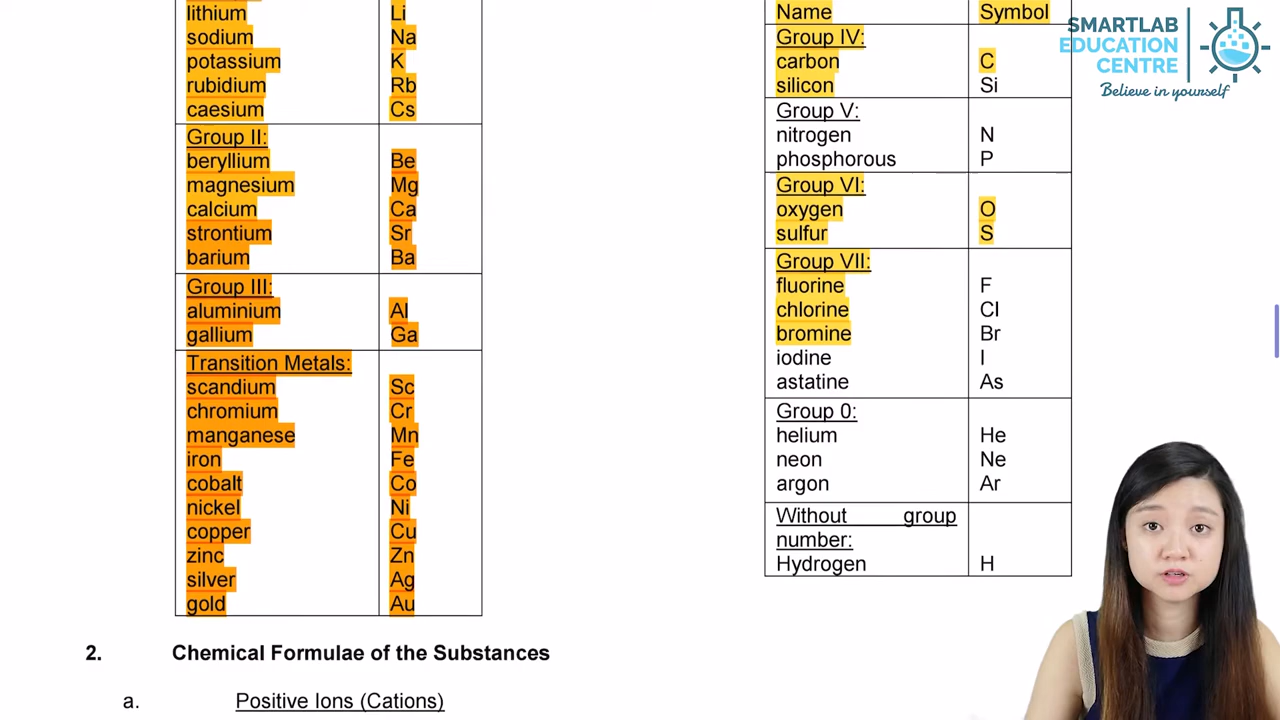 lithium Li
sodium Na
potassium K
rubidium Rb
caesium Cs
Group II:
beryllium Be
magnesium Mg
calcium Ca
strontium Sr
barium Ba
Group III:
aluminium Al
gallium Ga
Transition Metals:
scandium Sc
chromium Cr
manganese Mn
iron Fe
cobalt Co
nickel Ni
copper Cu
zinc Zn
silver Ag
gold Au
Name Symbol
Group IV:
carbon C
silicon Si
Group V:
nitrogen N
phosphorous P
Group VI:
oxygen O
sulfur S
Group VII:
fluorine F
chlorine Cl
bromine Br
iodine I
astatine As
Group 0:
helium He
neon Ne
argon Ar
Without group
number:
Hydrogen H
SMARTLAB
EDUCATION
CENTRE
Believe in yourself
2. Chemical Formulae of the Substances
a. Positive Ions (Cations)